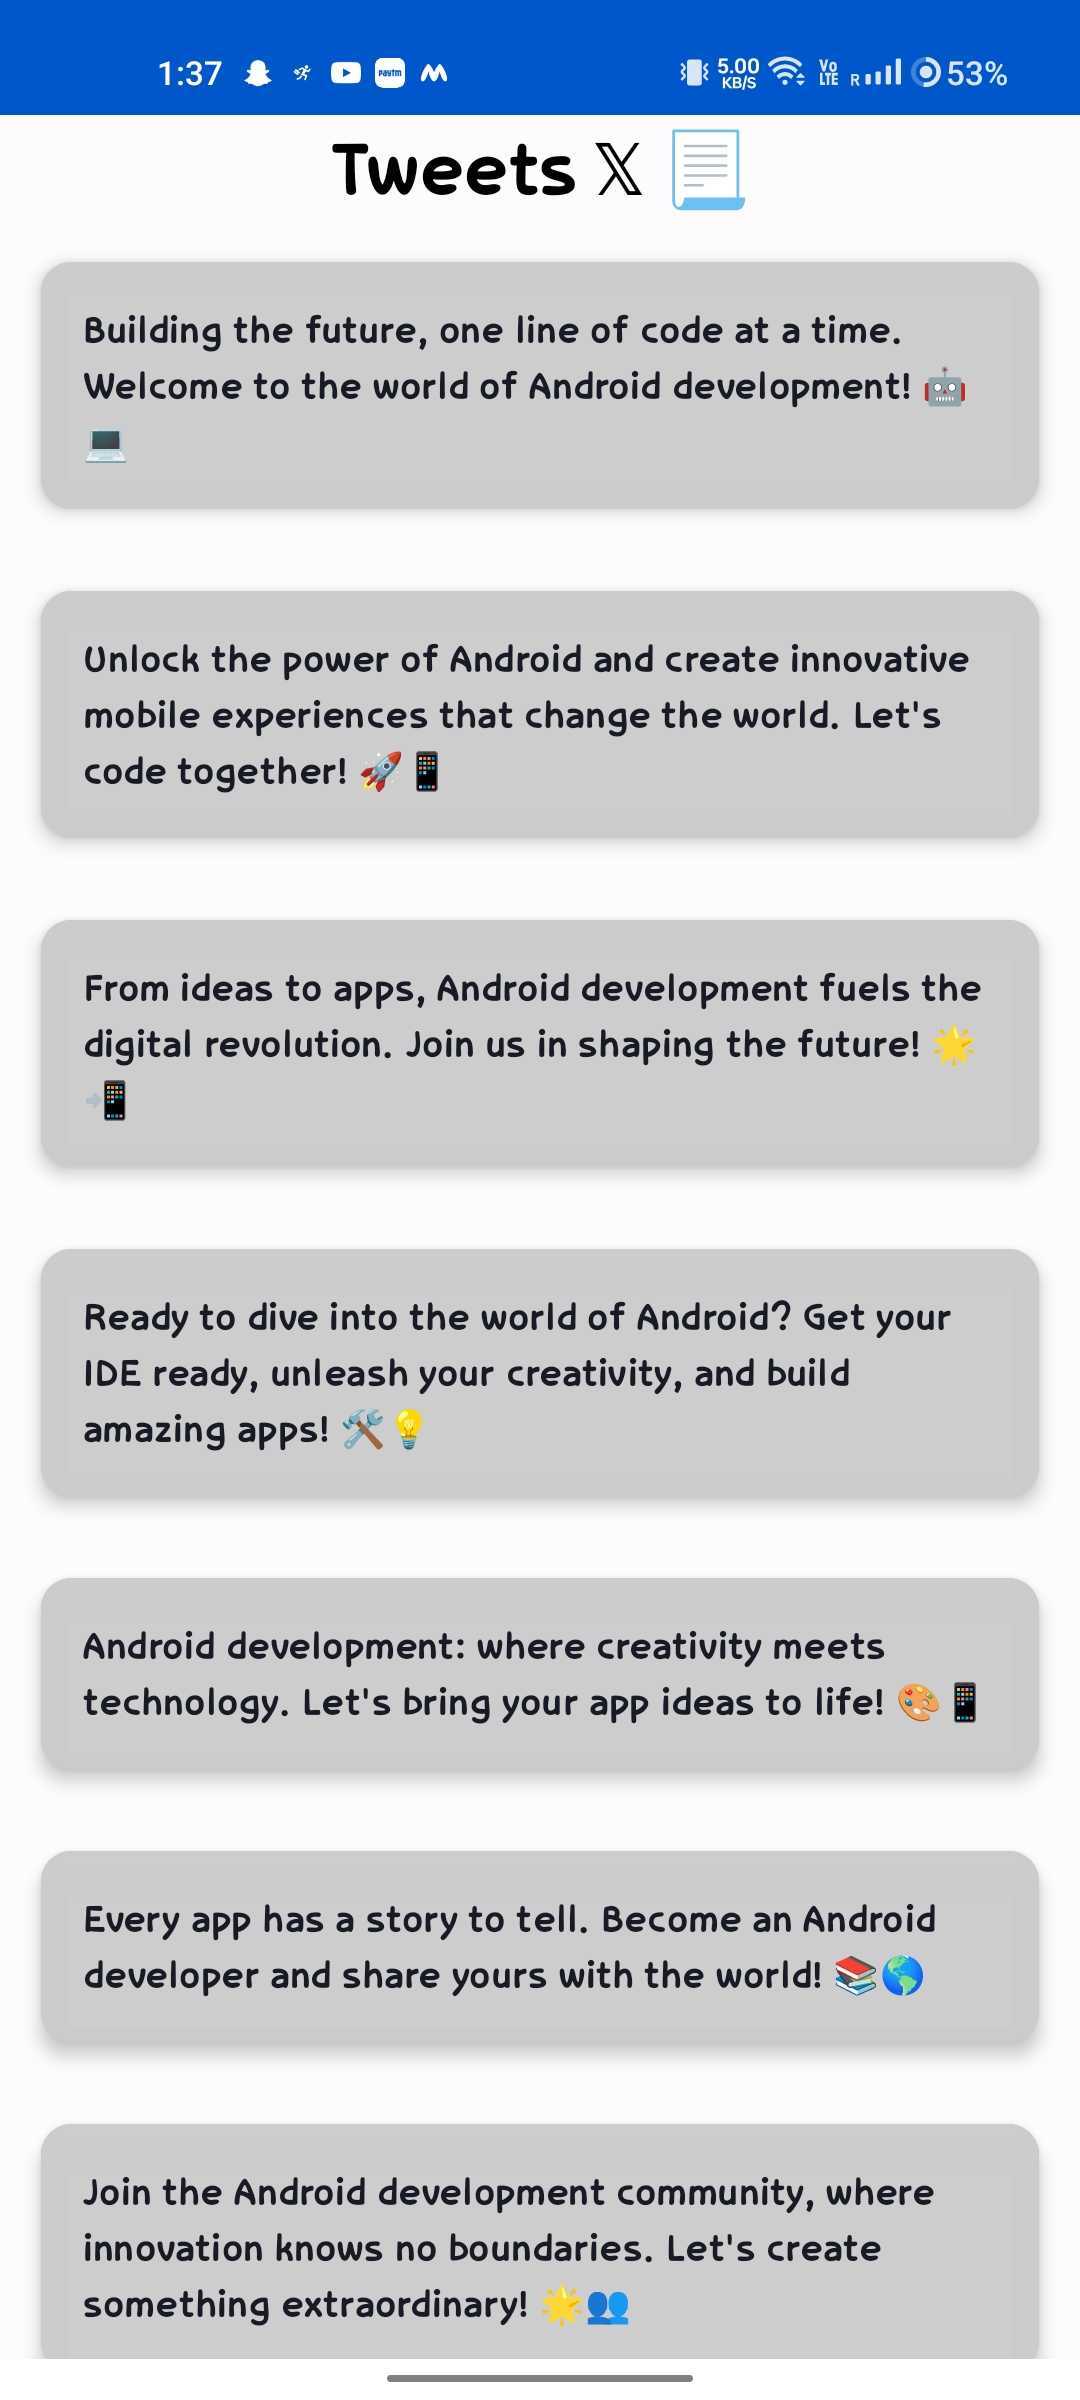 1:37 paytm 5.00 KB/S Vo LTE R 53%
Tweets 𝕏 📃
Building the future, one line of code at a time.
Welcome to the world of Android development! 🤖
💻
Unlock the power of Android and create innovative
mobile experiences that change the world. Let's
code together! 🚀📱
From ideas to apps, Android development fuels the
digital revolution. Join us in shaping the future! 🌟
📲
Ready to dive into the world of Android? Get your
IDE ready, unleash your creativity, and build
amazing apps! 🛠️💡
Android development: where creativity meets
technology. Let's bring your app ideas to life! 🎨📱
Every app has a story to tell. Become an Android
developer and share yours with the world! 📚🌎
Join the Android development community, where
innovation knows no boundaries. Let's create
something extraordinary! 🌟👥